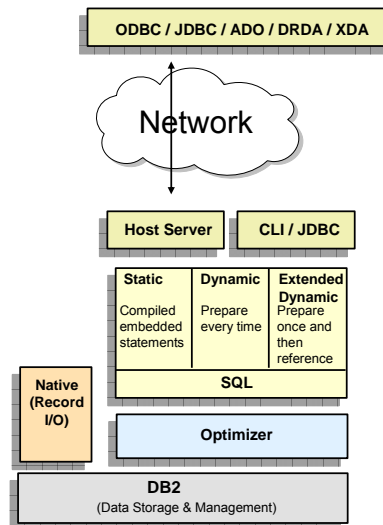 ODBC / JDBC / ADO / DRDA / XDA
Network
Host Server
CLI / JDBC
Static
Compiled
embedded
statements
Dynamic
Prepare
every time
Extended
Dynamic
Prepare
once and
then
reference
SQL
Native
(Record
I/O)
Optimizer
DB2
(Data Storage & Management)